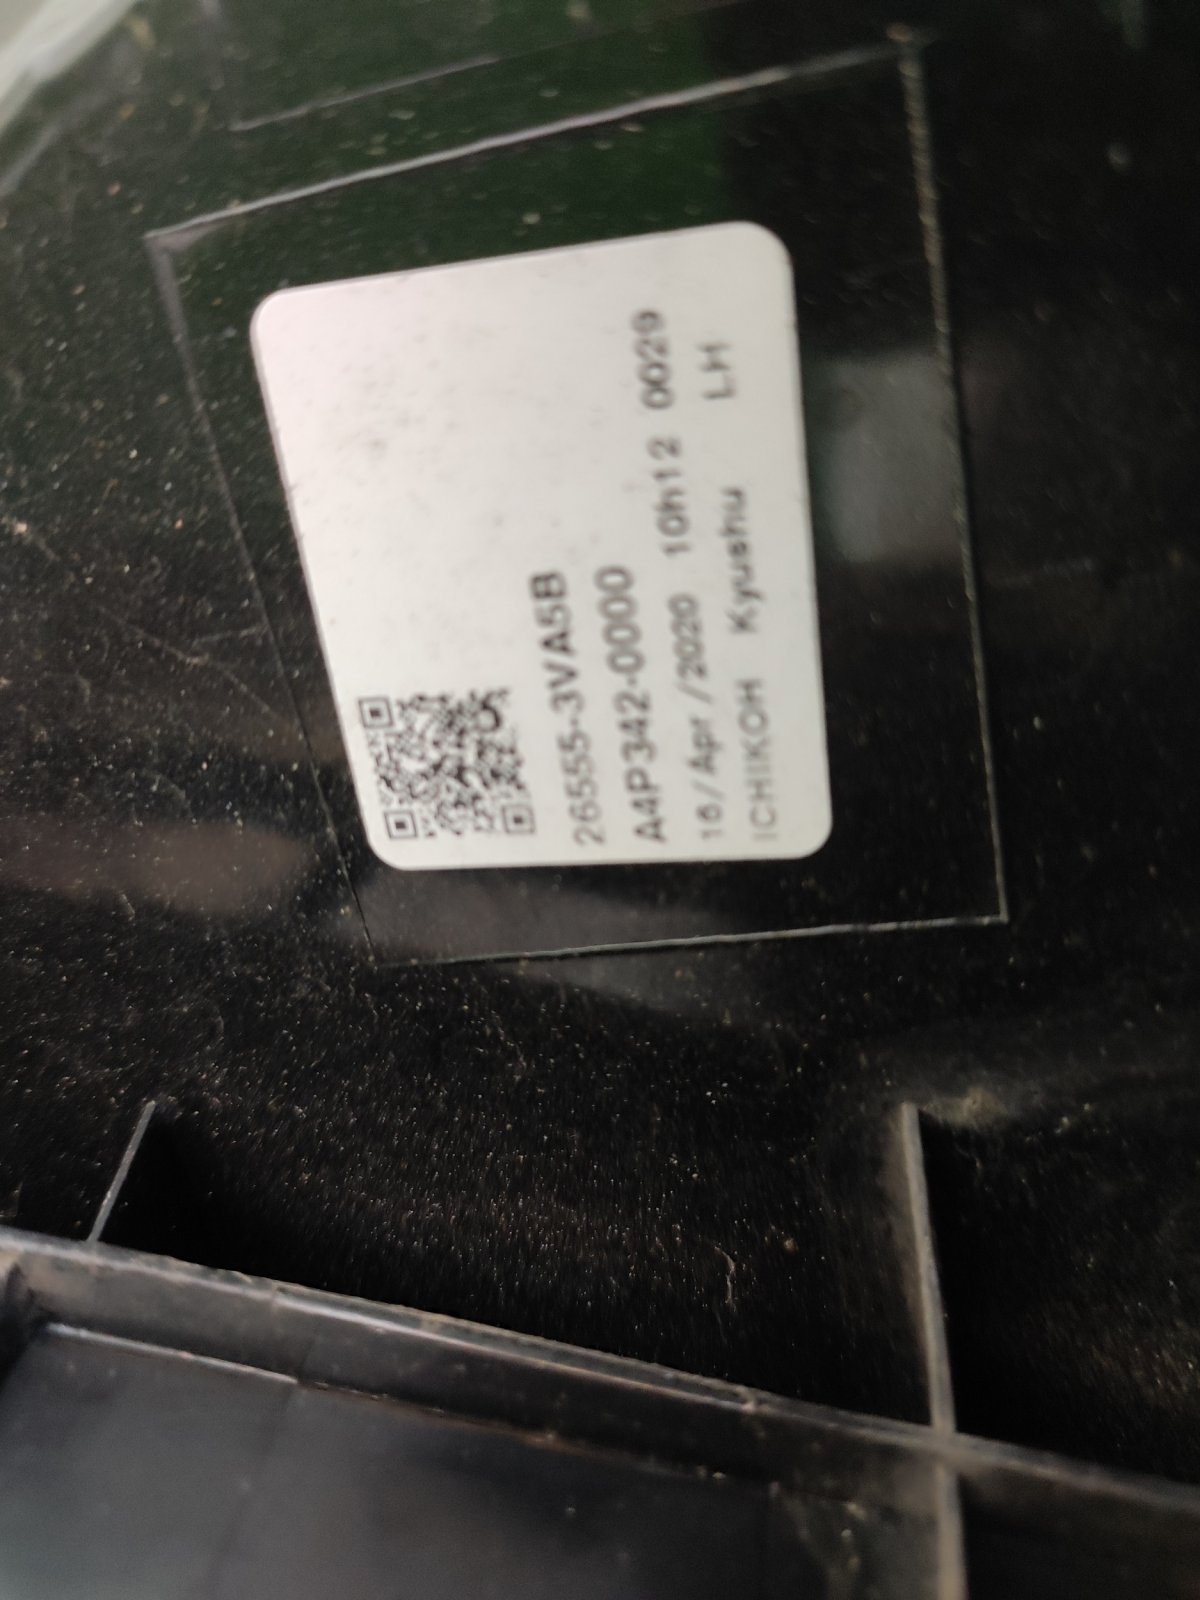 26555-3VA5B
A4P342-0000
16/Apr/2020 10h12 0029
ICHIKOH Kyushu LH